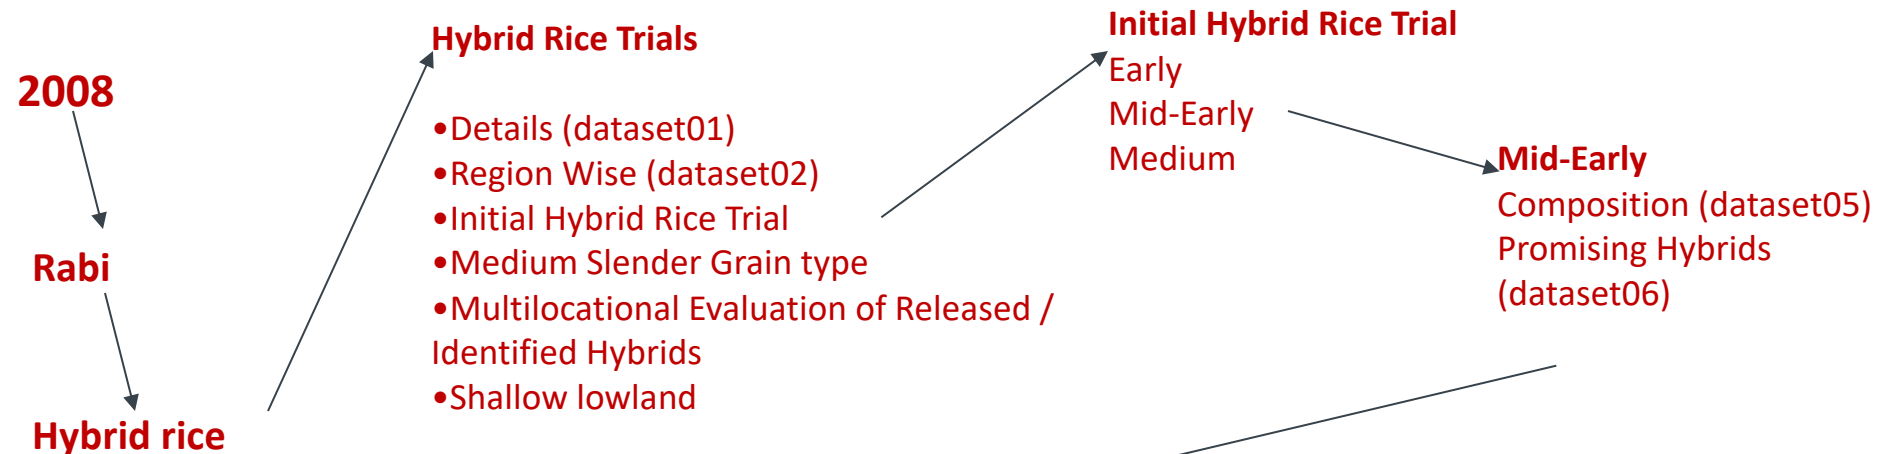 2008
Rabi
Hybrid rice
Hybrid Rice Trials
•Details (dataset01)
•Region Wise (dataset02)
•Initial Hybrid Rice Trial
•Medium Slender Grain type
•Multilocational Evaluation of Released /
Identified Hybrids
•Shallow lowland
Initial Hybrid Rice Trial
Early
Mid-Early
Medium
Mid-Early
Composition (dataset05)
Promising Hybrids
(dataset06)